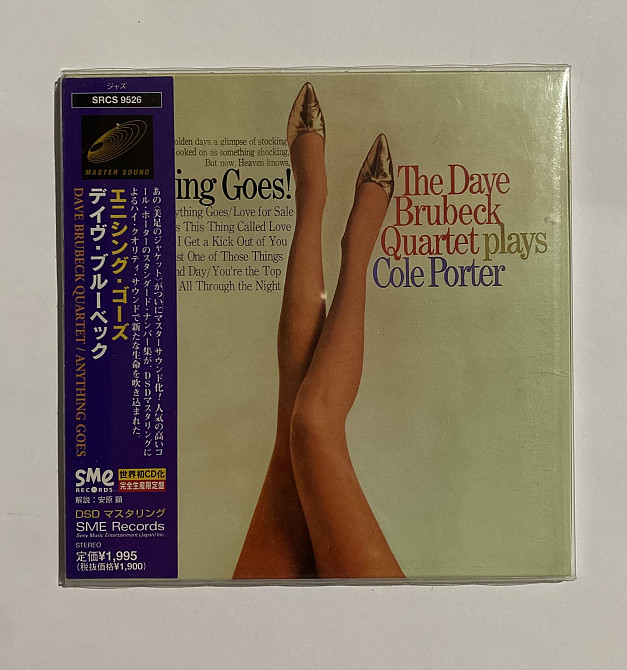 ジャズ
SRCS 9526
MASTER SOUND
あの〈美足のジャケット〉がついにマスターサウンド化！人気の高いコ
ール・ポーターのスタンダード・ナンバー集が、DSDマスタリングに
よるハイ・クオリティ・サウンドで新たな生命を吹き込まれた。
エニシング・ゴーズ
デイヴ・ブルーベック
DAVE BRUBECK QUARTET / ANYTHING GOES
SME
RECORDS
世界初CD化
完全生産限定盤
解説：安原 顕
DSD マスタリング
SME Records
Sony Music Entertainment (Japan) Inc.
STEREO
定価¥1,995
(税抜価格¥1,900)
olden days a glimpse of stocking
ooked on as something shocking,
But now, Heaven knows,
ing Goes!
ything Goes/Love for Sale
s This Thing Called Love
I Get a Kick Out of You
st One of Those Things
nd Day/You're the Top
All Through the Night
The Dave
Brubeck
Quartet plays
Cole Porter